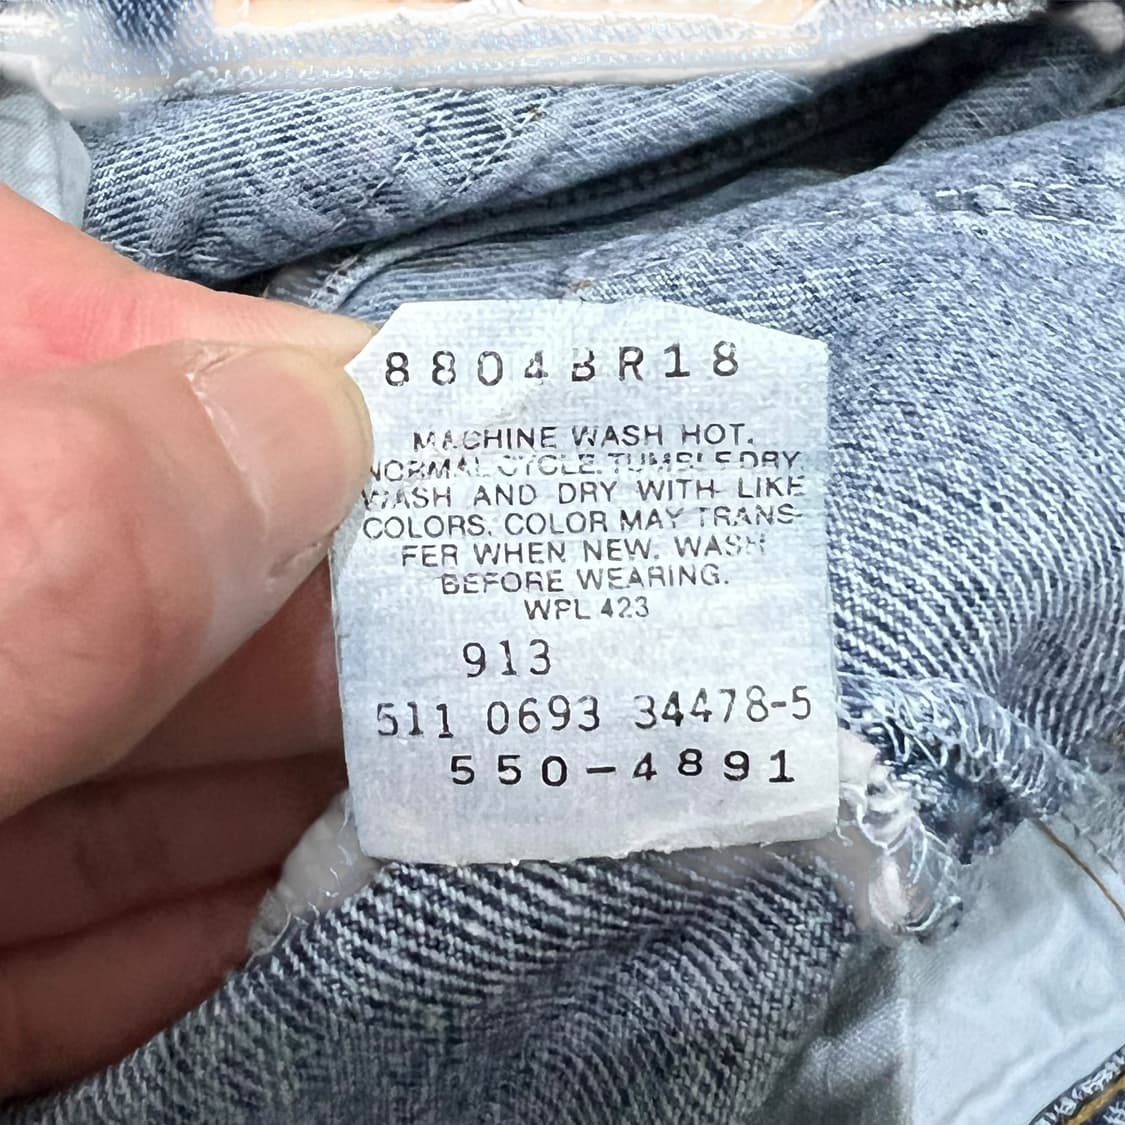 8804BR18
MACHINE WASH HOT.
NORMAL CYCLE. TUMBLE DRY.
WASH AND DRY WITH LIKE
COLORS. COLOR MAY TRANS-
FER WHEN NEW. WASH
BEFORE WEARING.
WPL 423
913
511 0693 34478-5
550-4891